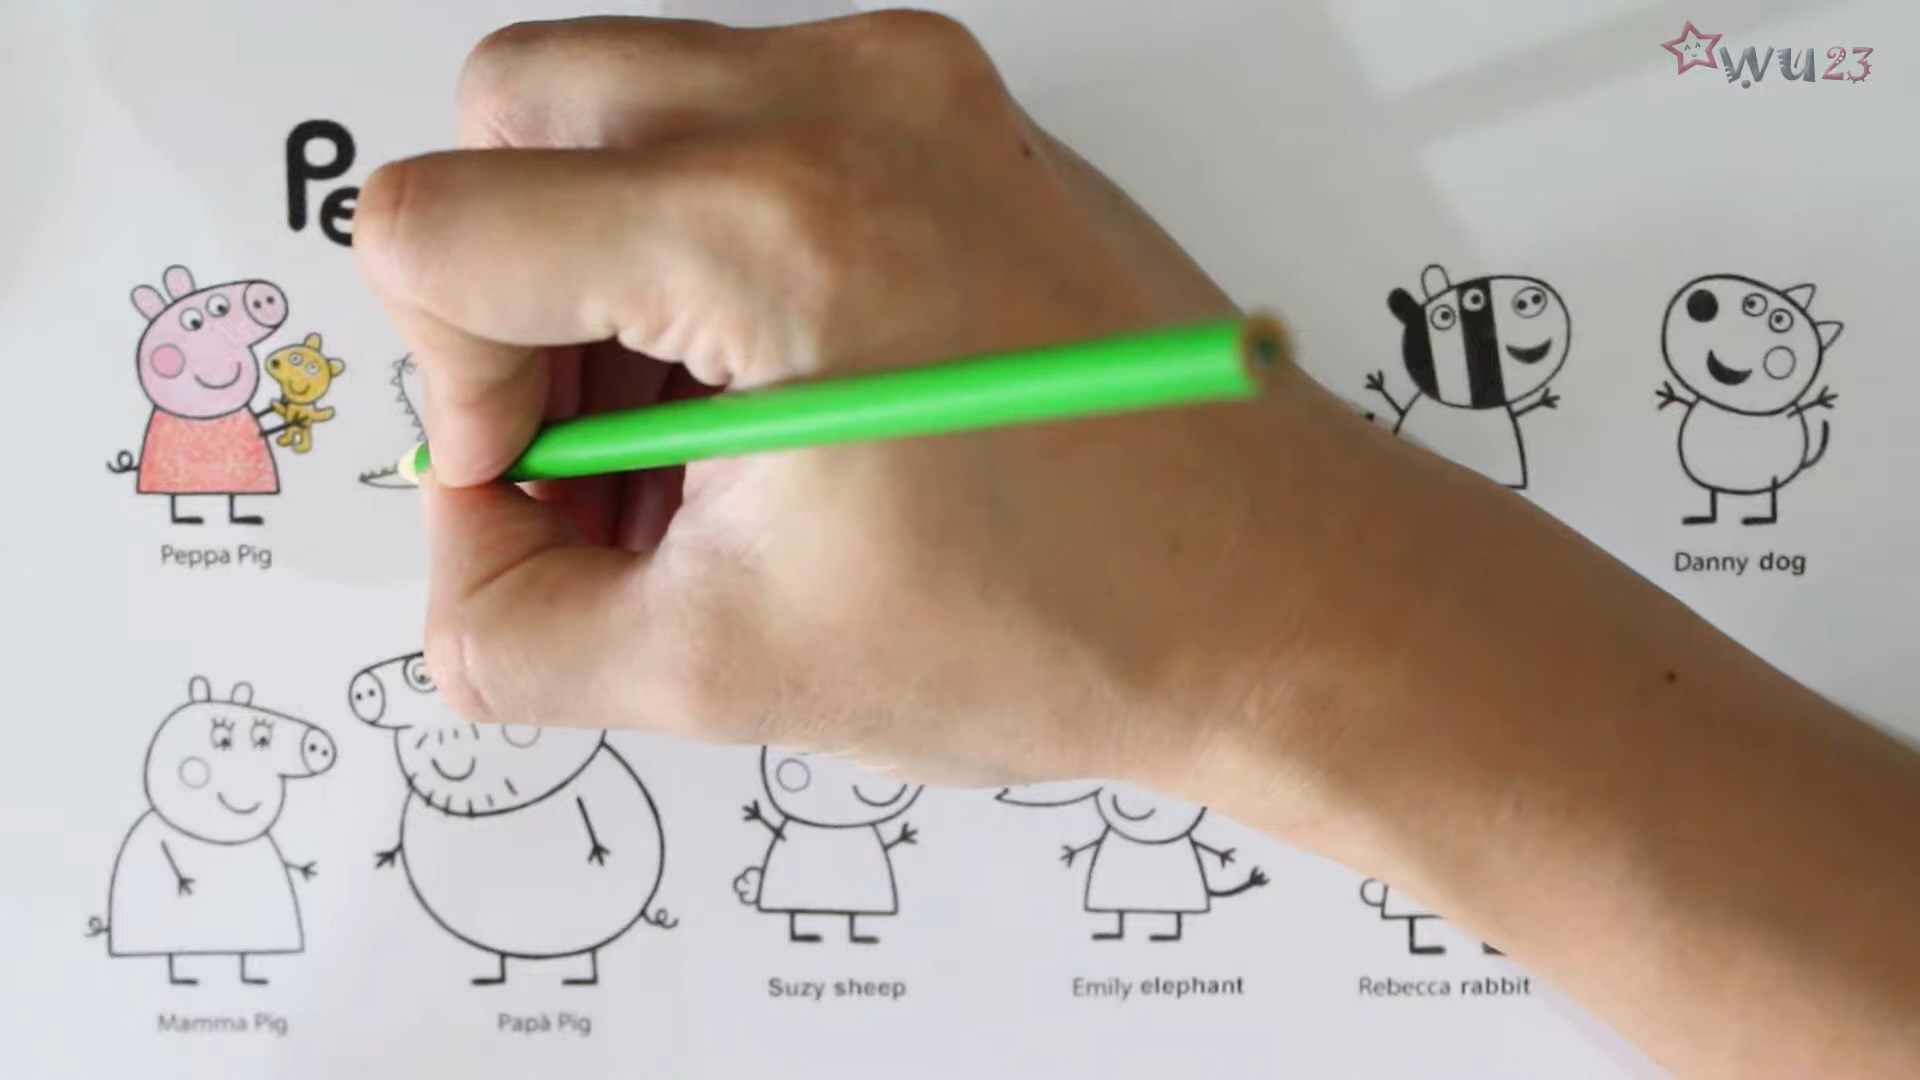 wu23
Pe
Peppa Pig
Danny dog
Mamma Pig
Papà Pig
Suzy sheep
Emily elephant
Rebecca rabbit